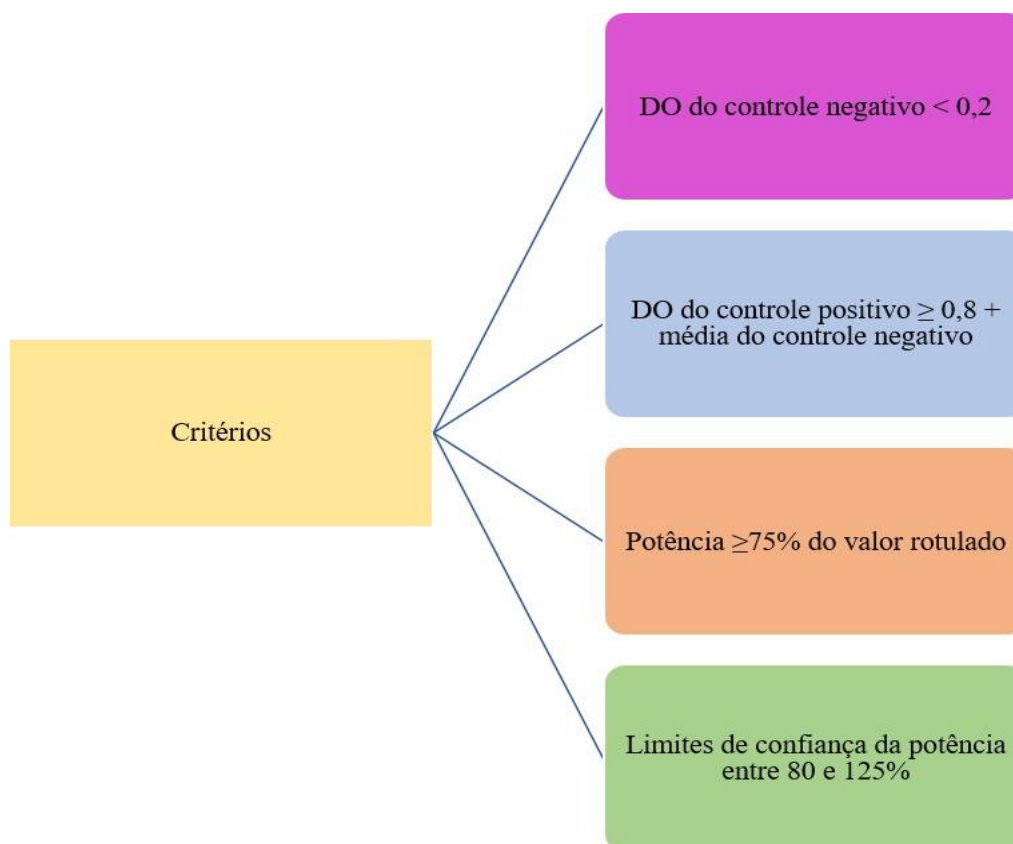 DO do controle negativo < 0,2
DO do controle positivo ≥ 0,8 +
média do controle negativo
Critérios
Potência ≥75% do valor rotulado
Limites de confiança da potência
entre 80 e 125%